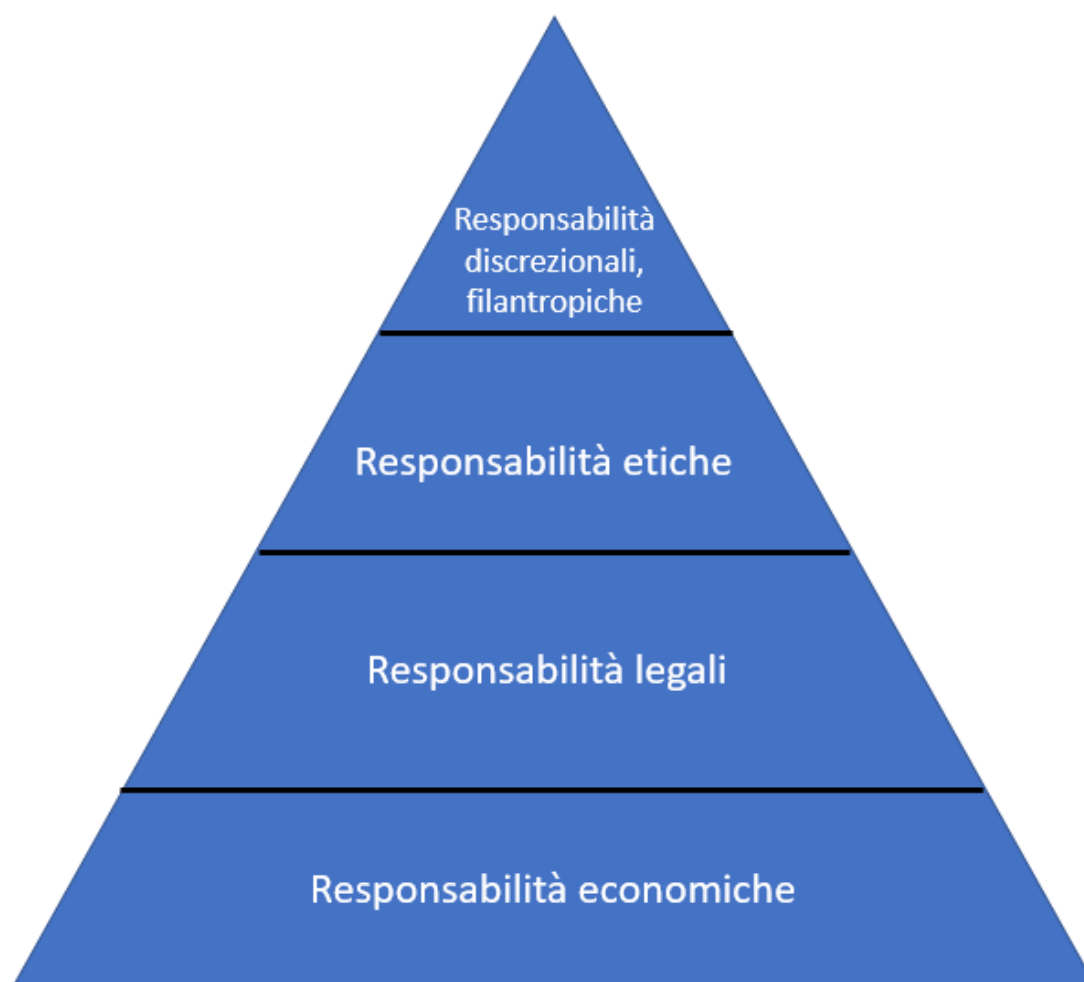 Responsabilità
discrezionali,
filantropiche
Responsabilità etiche
Responsabilità legali
Responsabilità economiche